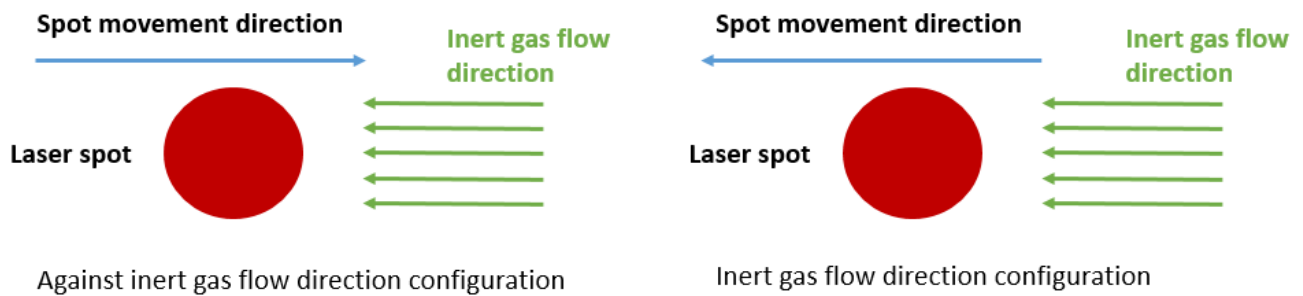 Spot movement direction
Inert gas flow
direction
Laser spot
Against inert gas flow direction configuration
Spot movement direction
Inert gas flow
direction
Laser spot
Inert gas flow direction configuration